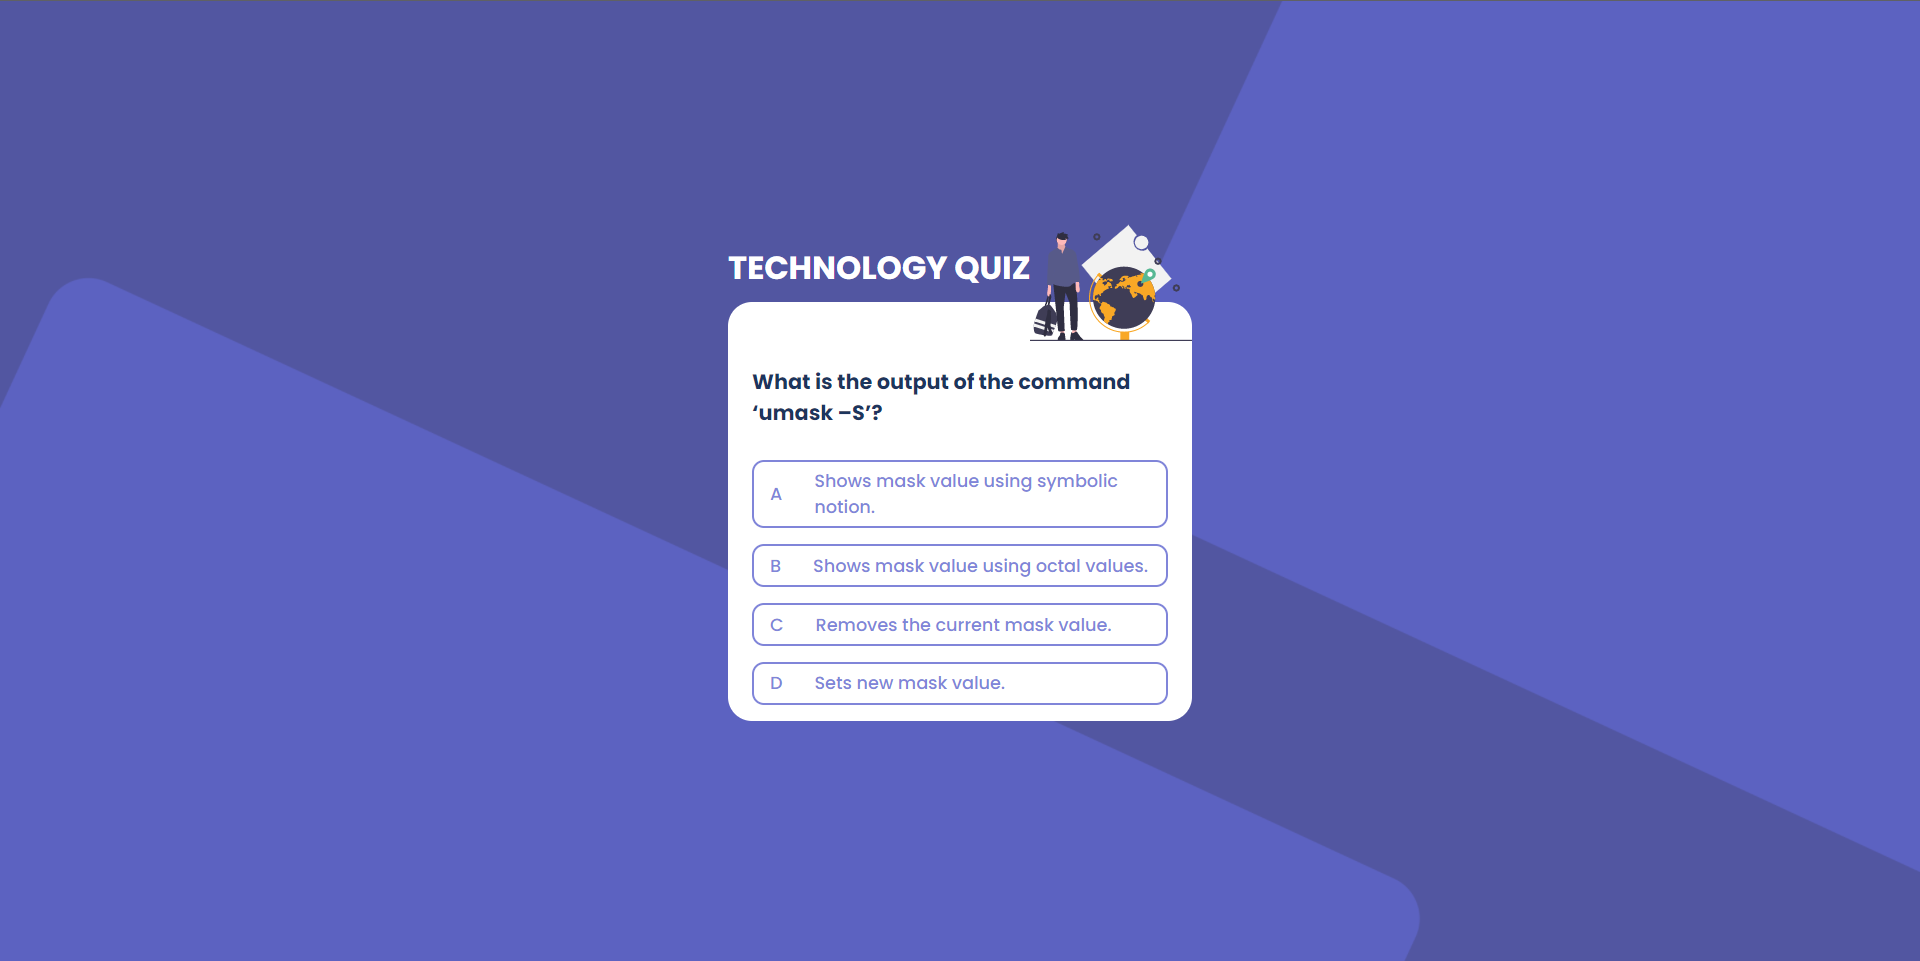 TECHNOLOGY QUIZ
What is the output of the command
‘umask –S’?
A
Shows mask value using symbolic
notion.
B
Shows mask value using octal values.
C
Removes the current mask value.
D
Sets new mask value.